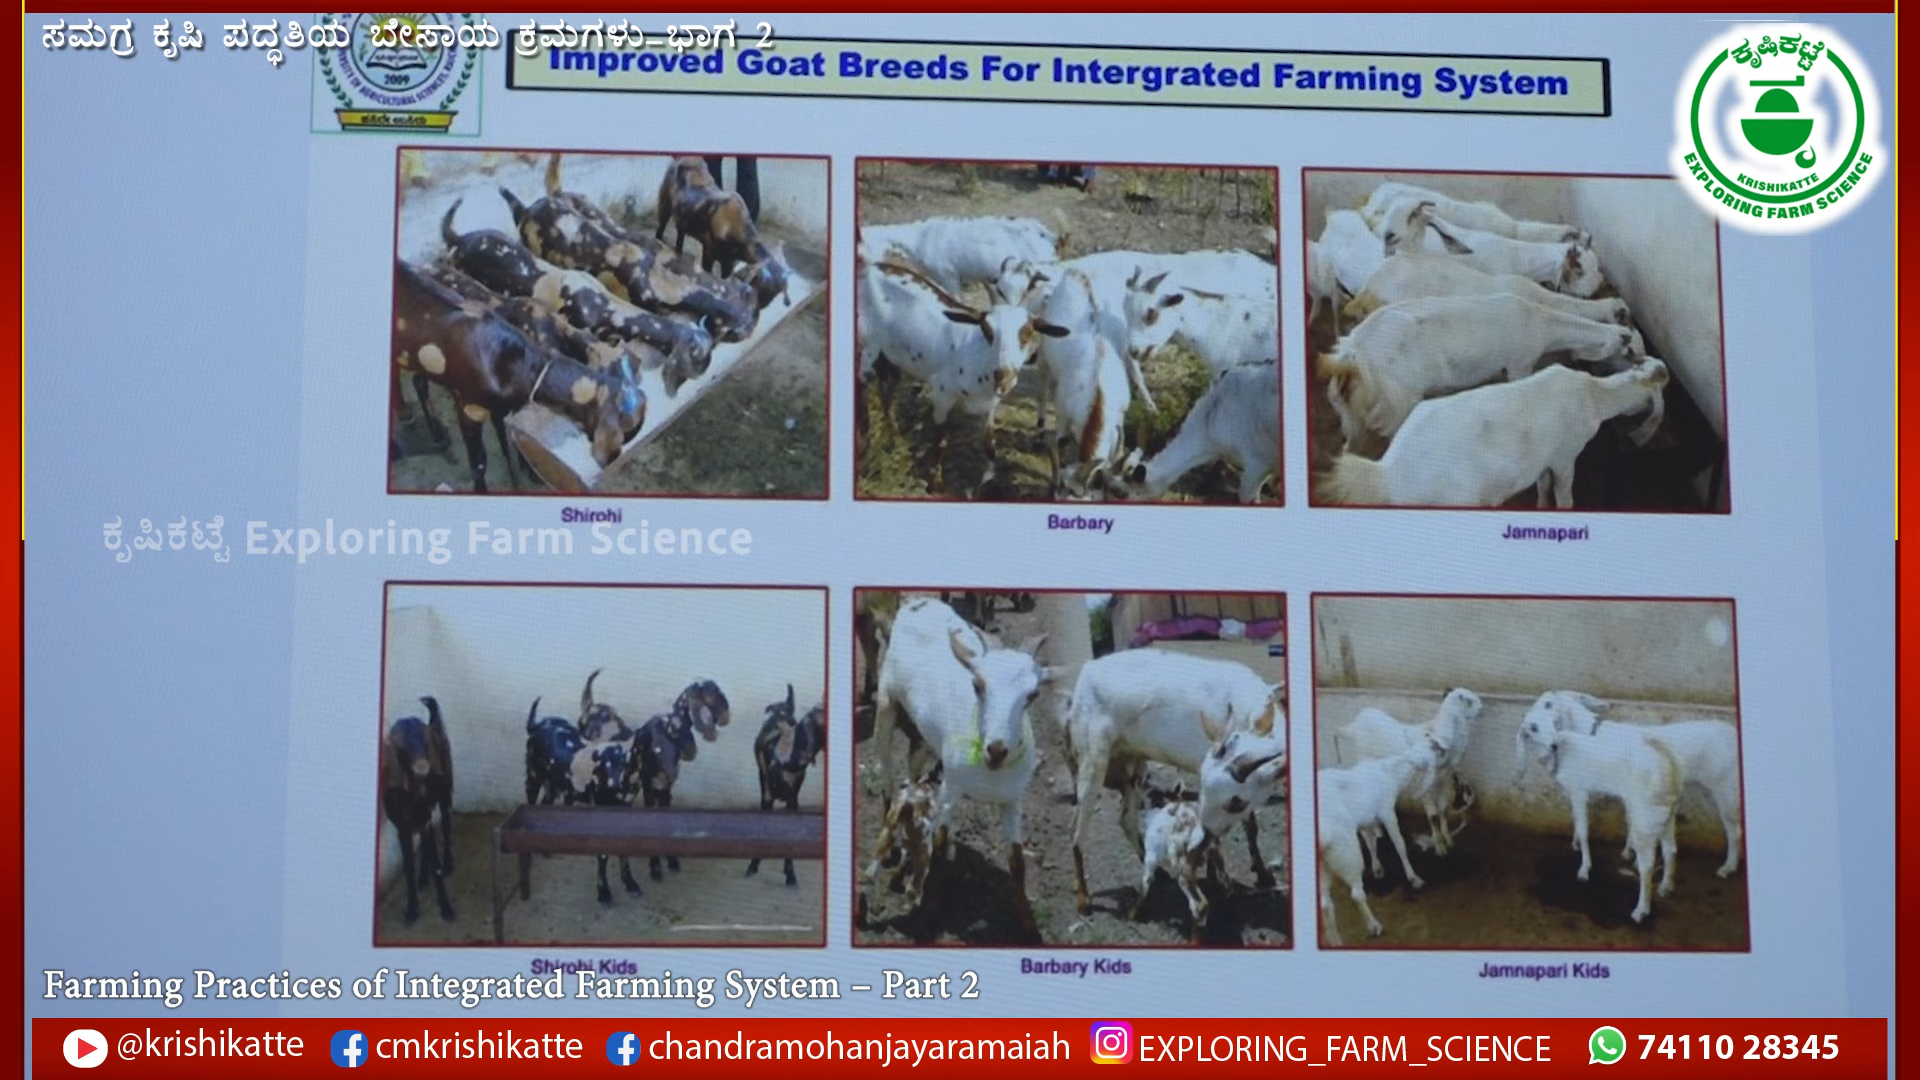 ಸಮಗ್ರ ಕೃಷಿ ಪದ್ಧತಿಯ ಬೇಸಾಯ ಕ್ರಮಗಳು-ಭಾಗ 2
2009
Improved Goat Breeds For Intergrated Farming System
ಕೃಷಿಕಟ್ಟೆ
KRISHIKATTE
EXPLORING FARM SCIENCE
Shirohi
Barbary
Jamnapari
ಕೃಷಿಕಟ್ಟೆ Exploring Farm Science
Shirohi Kids
Barbary Kids
Jamnapari Kids
Farming Practices of Integrated Farming System – Part 2
@krishikatte cmkrishikatte chandramohanjayaramaiah EXPLORING_FARM_SCIENCE 74110 28345